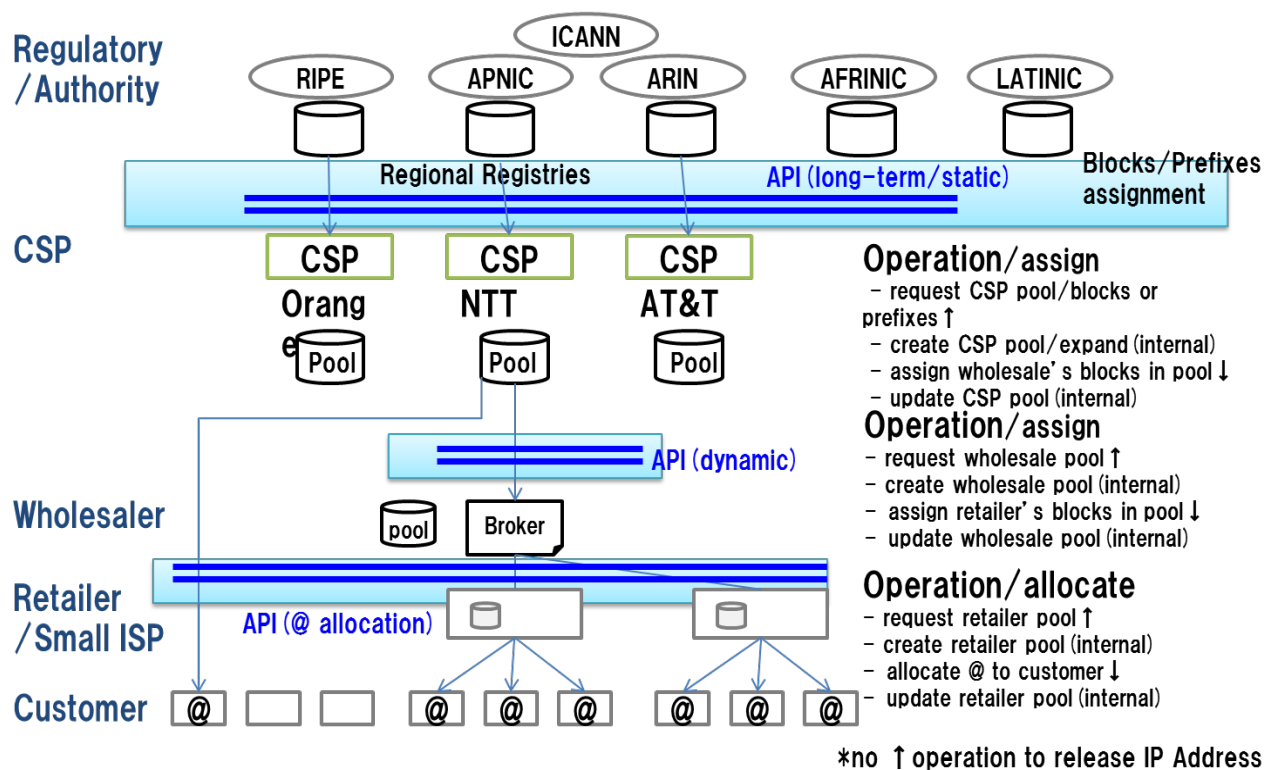 Regulatory
/Authority
ICANN
RIPE
APNIC
ARIN
AFRINIC
LATINIC
Regional Registries
API(long-term/static)
Blocks/Prefixes
assignment
CSP
CSP
CSP
CSP
Orang
e
NTT
AT&T
Pool
Pool
Pool
Operation/assign
- request CSP pool/blocks or
prefixes↑
- create CSP pool/expand(internal)
- assign wholesale's blocks in pool↓
- update CSP pool(internal)
API(dynamic)
Operation/assign
- request wholesale pool↑
- create wholesale pool(internal)
- assign retailer's blocks in pool↓
- update wholesale pool(internal)
Wholesaler
pool
Broker
Retailer
/Small ISP
API(@ allocation)
Operation/allocate
- request retailer pool↑
- create retailer pool(internal)
- allocate @ to customer↓
- update retailer pool(internal)
Customer
@
@
@
@
@
@
@
*no ↑operation to release IP Address